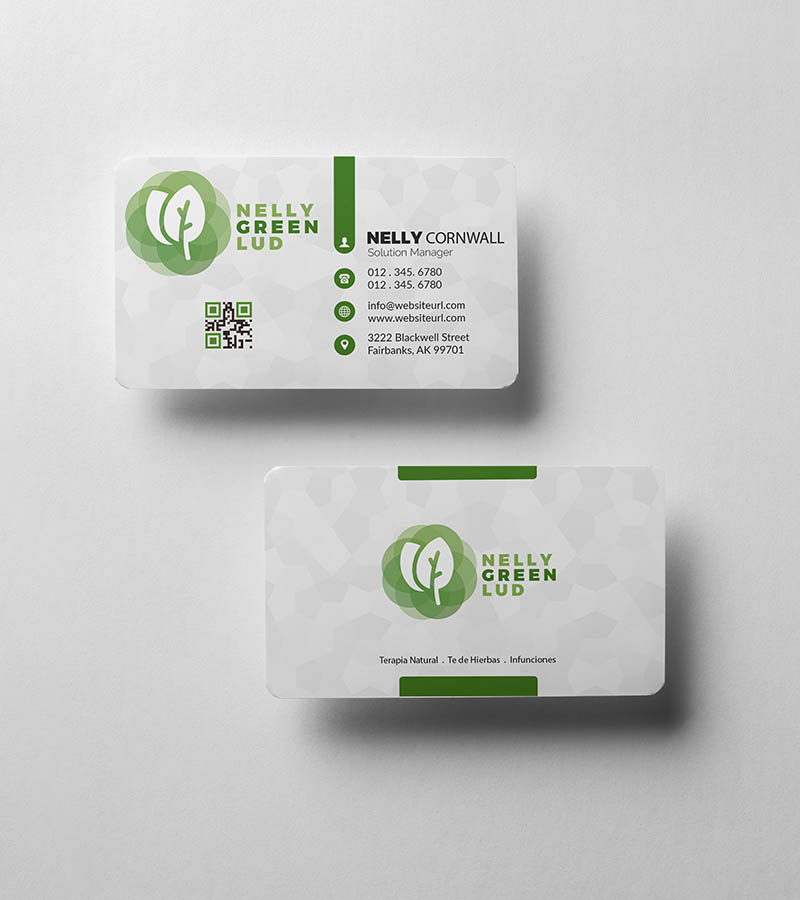 NELLY
GREEN
LUD
NELLY CORNWALL
Solution Manager
012 . 345. 6780
012 . 345. 6780
info@websiteurl.com
www.websiteurl.com
3222 Blackwell Street
Fairbanks, AK 99701
NELLY
GREEN
LUD
Terapia Natural . Te de Hierbas . Infunciones